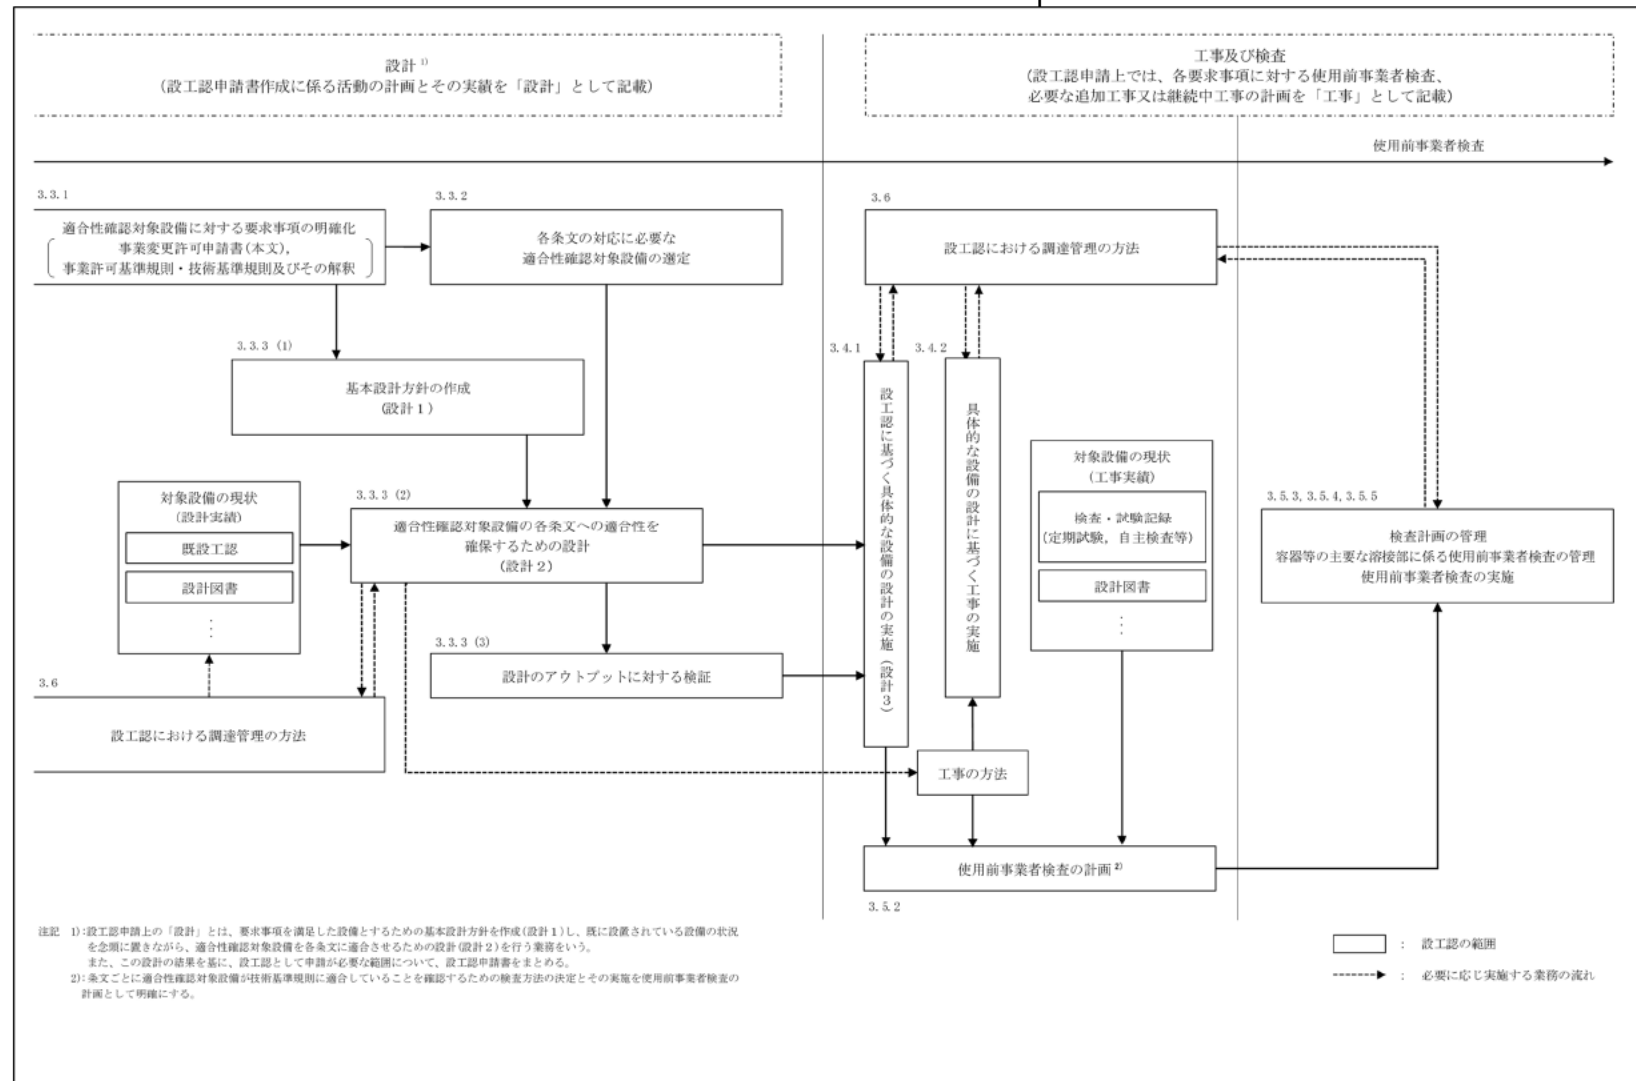 設計 1)
(設工認申請書作成に係る活動の計画とその実績を「設計」として記載)
工事及び検査
(設工認申請上では、各要求事項に対する使用前事業者検査、
必要な追加工事又は継続中工事の計画を「工事」として記載)
使用前事業者検査
3.3.1
適合性確認対象設備に対する要求事項の明確化
事業変更許可申請書(本文),
事業許可基準規則・技術基準規則及びその解釈
3.3.2
各条文の対応に必要な
適合性確認対象設備の選定
3.3.3 (1)
基本設計方針の作成
(設計1)
対象設備の現状
(設計実績)
既設工認
設計図書
⋮
3.3.3 (2)
適合性確認対象設備の各条文への適合性を
確保するための設計
(設計2)
3.3.3 (3)
設計のアウトプットに対する検証
3.6
設工認における調達管理の方法
3.6
設工認における調達管理の方法
3.4.1
設工認に基づく具体的な設備の設計の実施(設計3)
3.4.2
具体的な設備の設計に基づく工事の実施
対象設備の現状
(工事実績)
検査・試験記録
(定期試験, 自主検査等)
設計図書
⋮
工事の方法
使用前事業者検査の計画 2)
3.5.2
3.5.3, 3.5.4, 3.5.5
検査計画の管理
容器等の主要な溶接部に係る使用前事業者検査の管理
使用前事業者検査の実施
注記 1):設工認申請上の「設計」とは、要求事項を満足した設備とするための基本設計方針を作成(設計1)し、既に設置されている設備の状況
を念頭に置きながら、適合性確認対象設備を各条文に適合させるための設計(設計2)を行う業務をいう。
また、この設計の結果を基に、設工認として申請が必要な範囲について、設工認申請書をまとめる。
2):条文ごとに適合性確認対象設備が技術基準規則に適合していることを確認するための検査方法の決定とその実施を使用前事業者検査の
計画として明確にする。
: 設工認の範囲
: 必要に応じ実施する業務の流れ